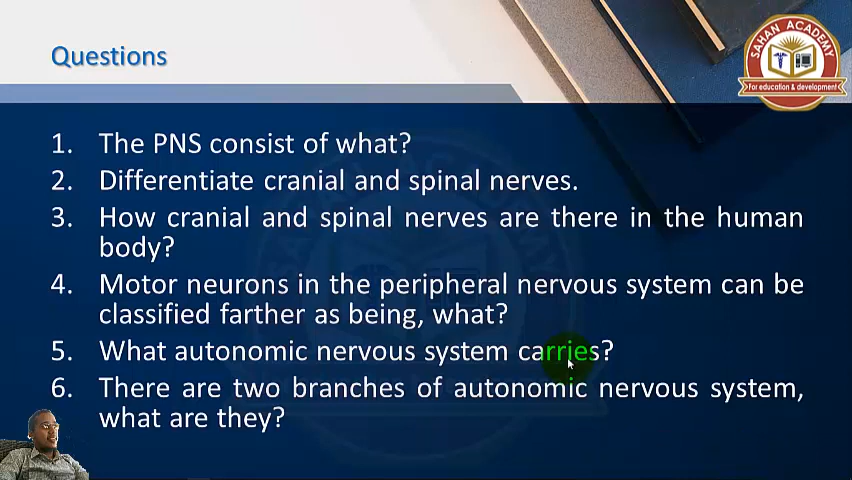 Questions
SAHAN ACADEMY
For education & development
1. The PNS consist of what?
2. Differentiate cranial and spinal nerves.
3. How cranial and spinal nerves are there in the human
body?
4. Motor neurons in the peripheral nervous system can be
classified farther as being, what?
5. What autonomic nervous system carries?
6. There are two branches of autonomic nervous system,
what are they?